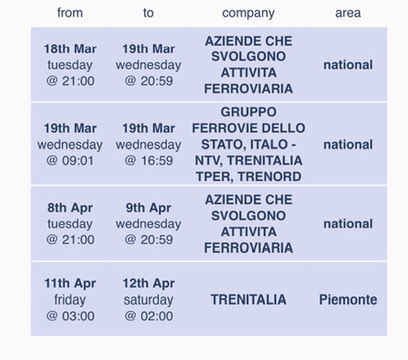 from to company area
18th Mar
tuesday
@ 21:00
19th Mar
wednesday
@ 20:59
AZIENDE CHE
SVOLGONO
ATTIVITA
FERROVIARIA
national
19th Mar
wednesday
@ 09:01
19th Mar
wednesday
@ 16:59
GRUPPO
FERROVIE DELLO
STATO, ITALO -
NTV, TRENITALIA
TPER, TRENORD
national
8th Apr
tuesday
@ 21:00
9th Apr
wednesday
@ 20:59
AZIENDE CHE
SVOLGONO
ATTIVITA
FERROVIARIA
national
11th Apr
friday
@ 03:00
12th Apr
saturday
@ 02:00
TRENITALIA
Piemonte